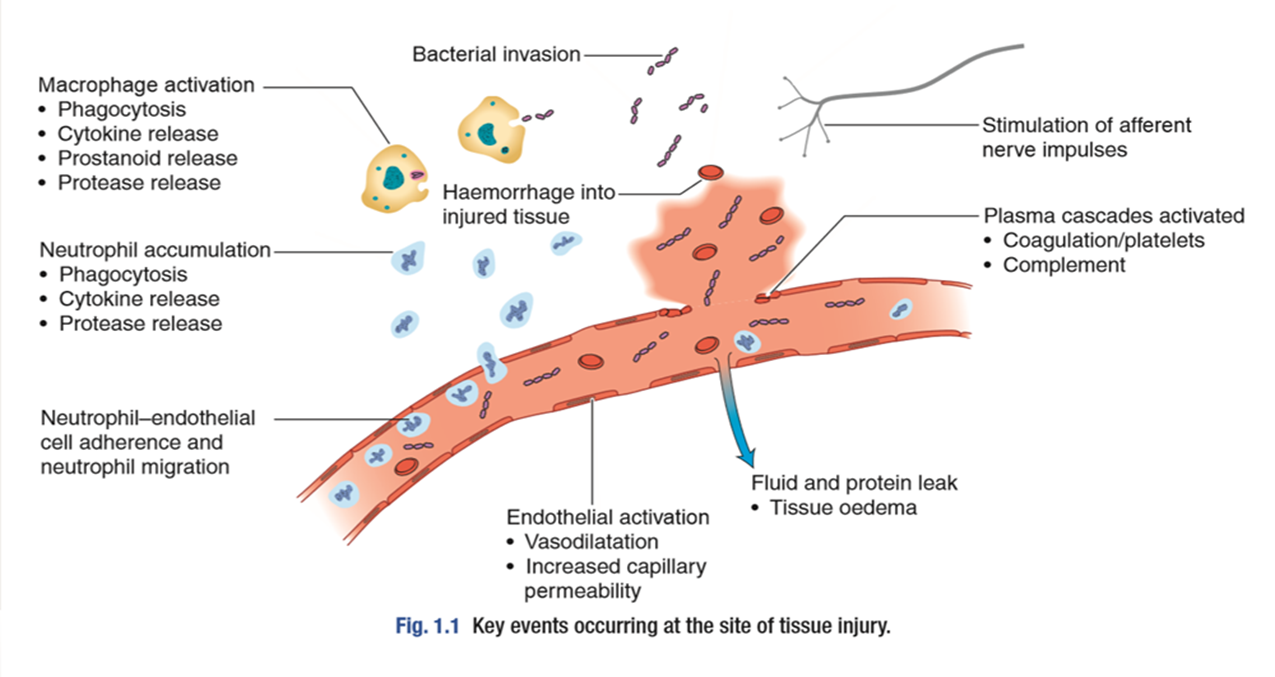 Bacterial invasion
Macrophage activation
• Phagocytosis
• Cytokine release
• Prostanoid release
• Protease release
Stimulation of afferent
nerve impulses
Haemorrhage into
injured tissue
Plasma cascades activated
• Coagulation/platelets
• Complement
Neutrophil accumulation
• Phagocytosis
• Cytokine release
• Protease release
Neutrophil–endothelial
cell adherence and
neutrophil migration
Fluid and protein leak
• Tissue oedema
Endothelial activation
• Vasodilatation
• Increased capillary
permeability
Fig. 1.1 Key events occurring at the site of tissue injury.